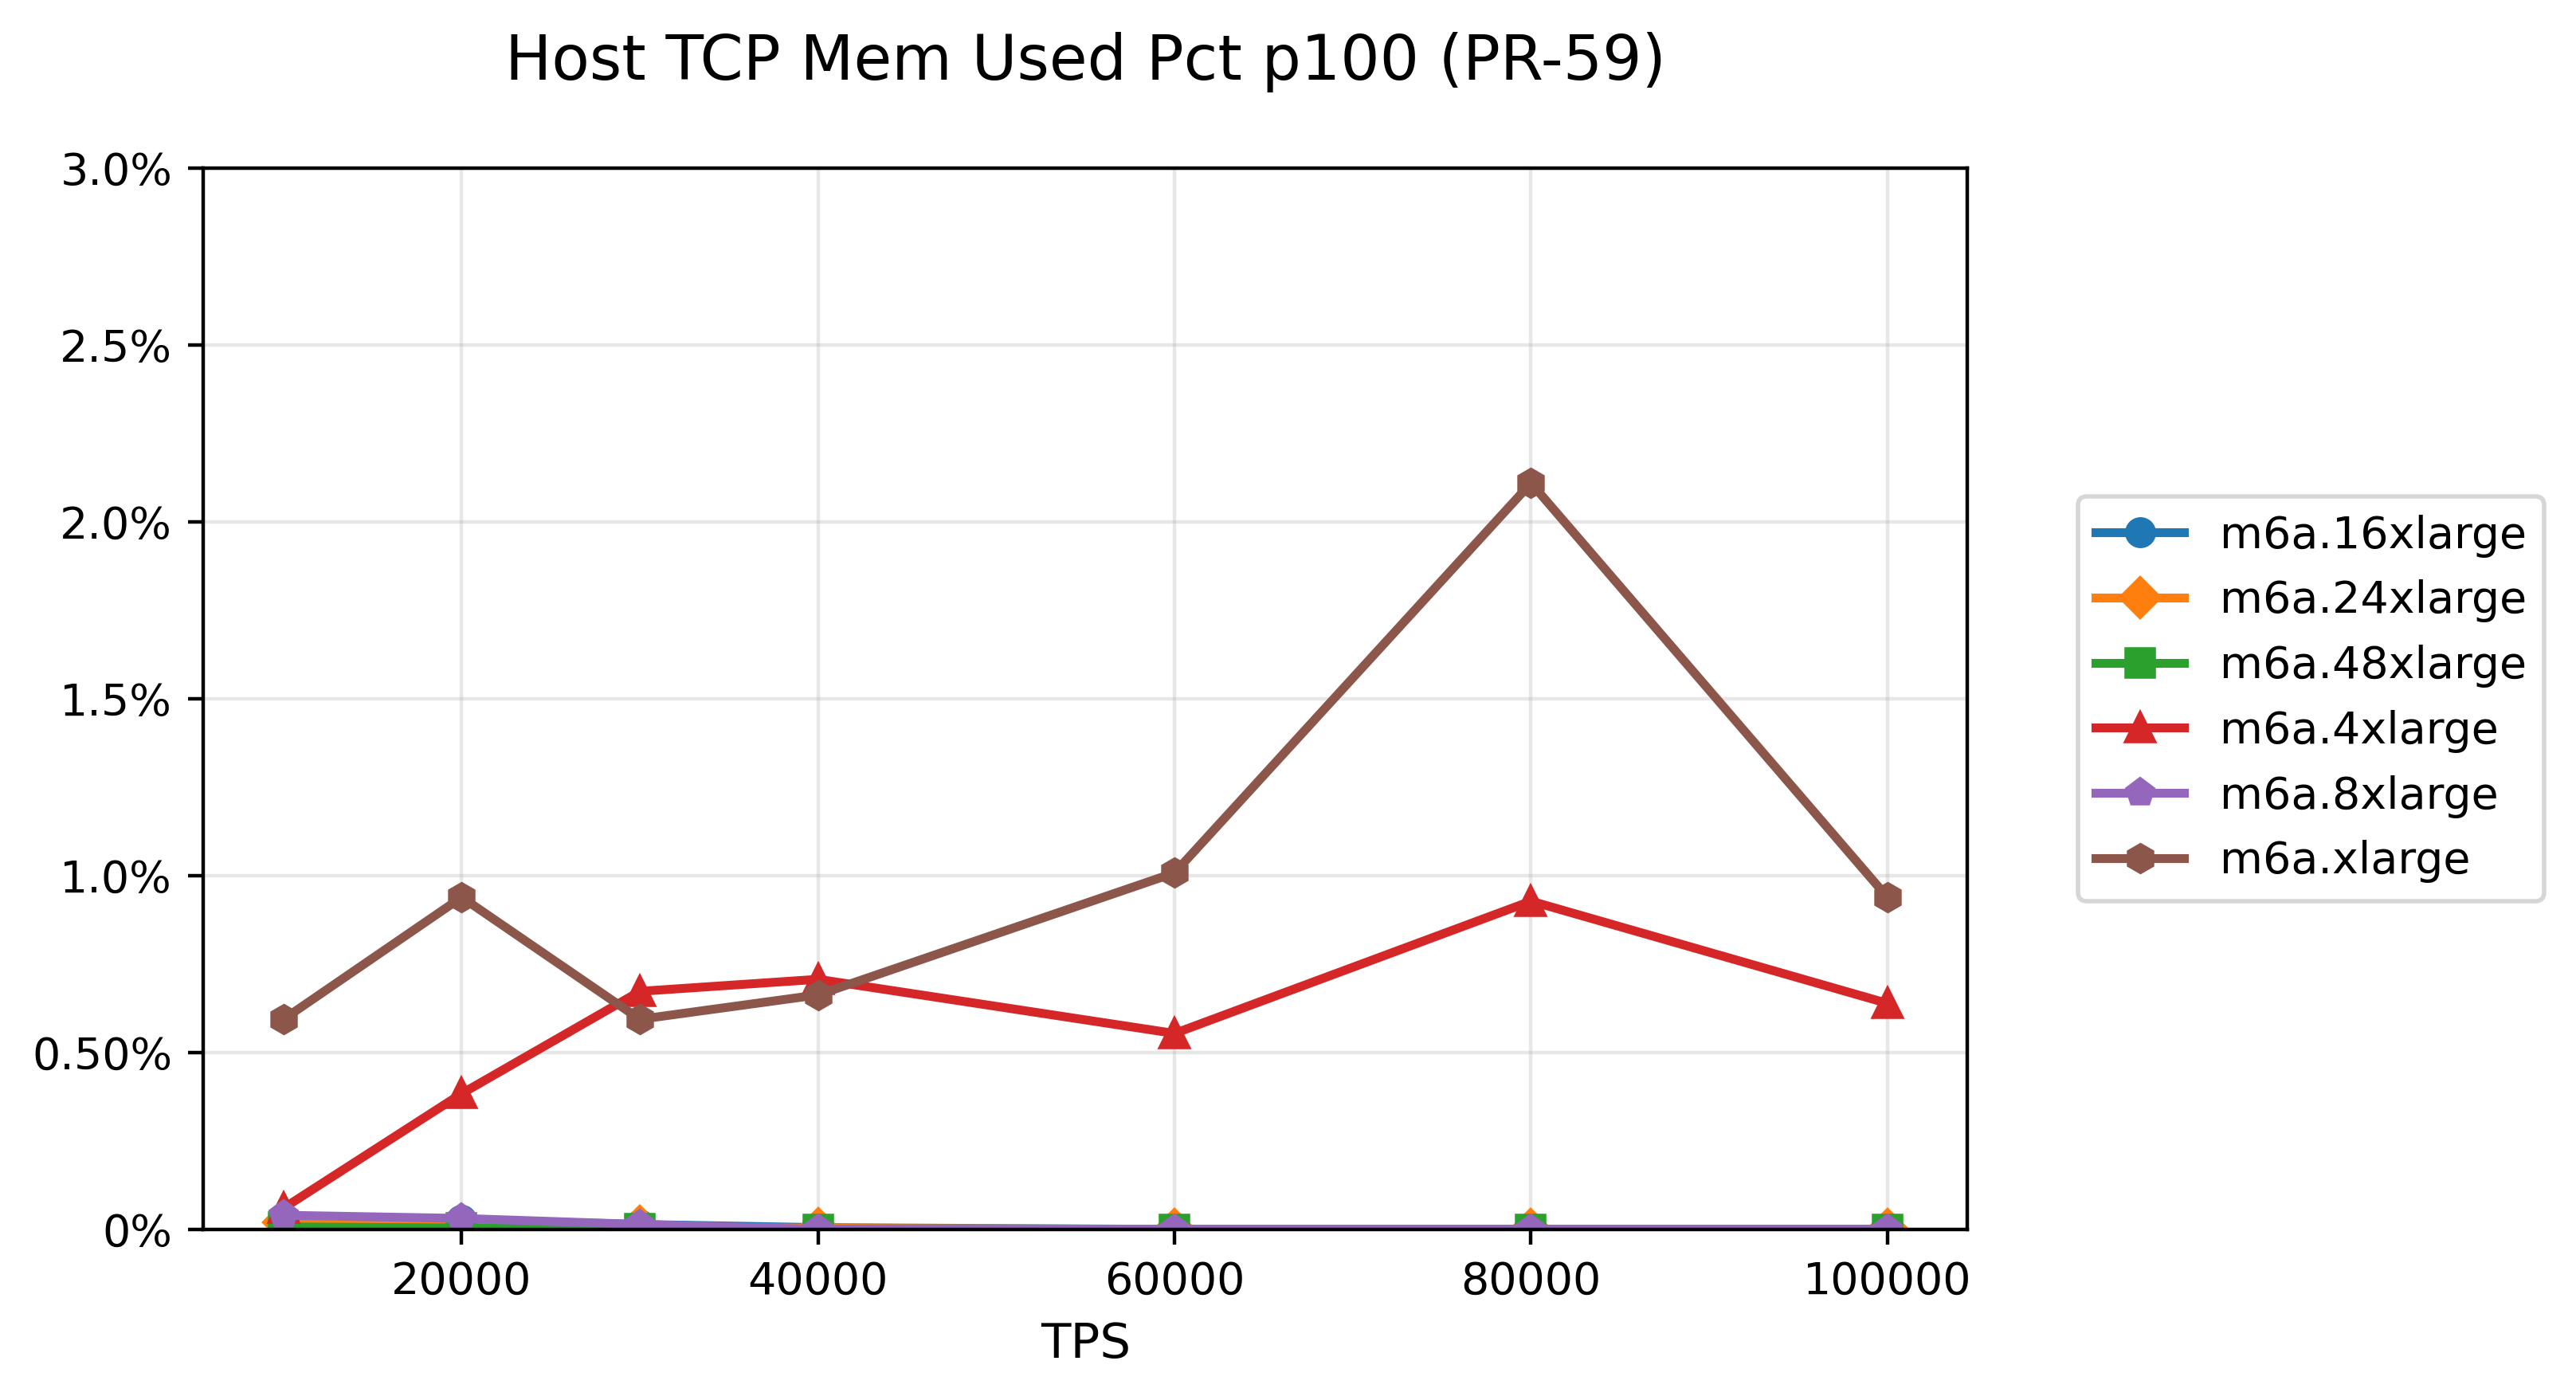 Host TCP Mem Used Pct p100 (PR-59)
3.0%
2.5%
2.0%
1.5%
1.0%
0.50%
0%
20000 40000 60000 80000 100000
TPS
m6a.16xlarge
m6a.24xlarge
m6a.48xlarge
m6a.4xlarge
m6a.8xlarge
m6a.xlarge